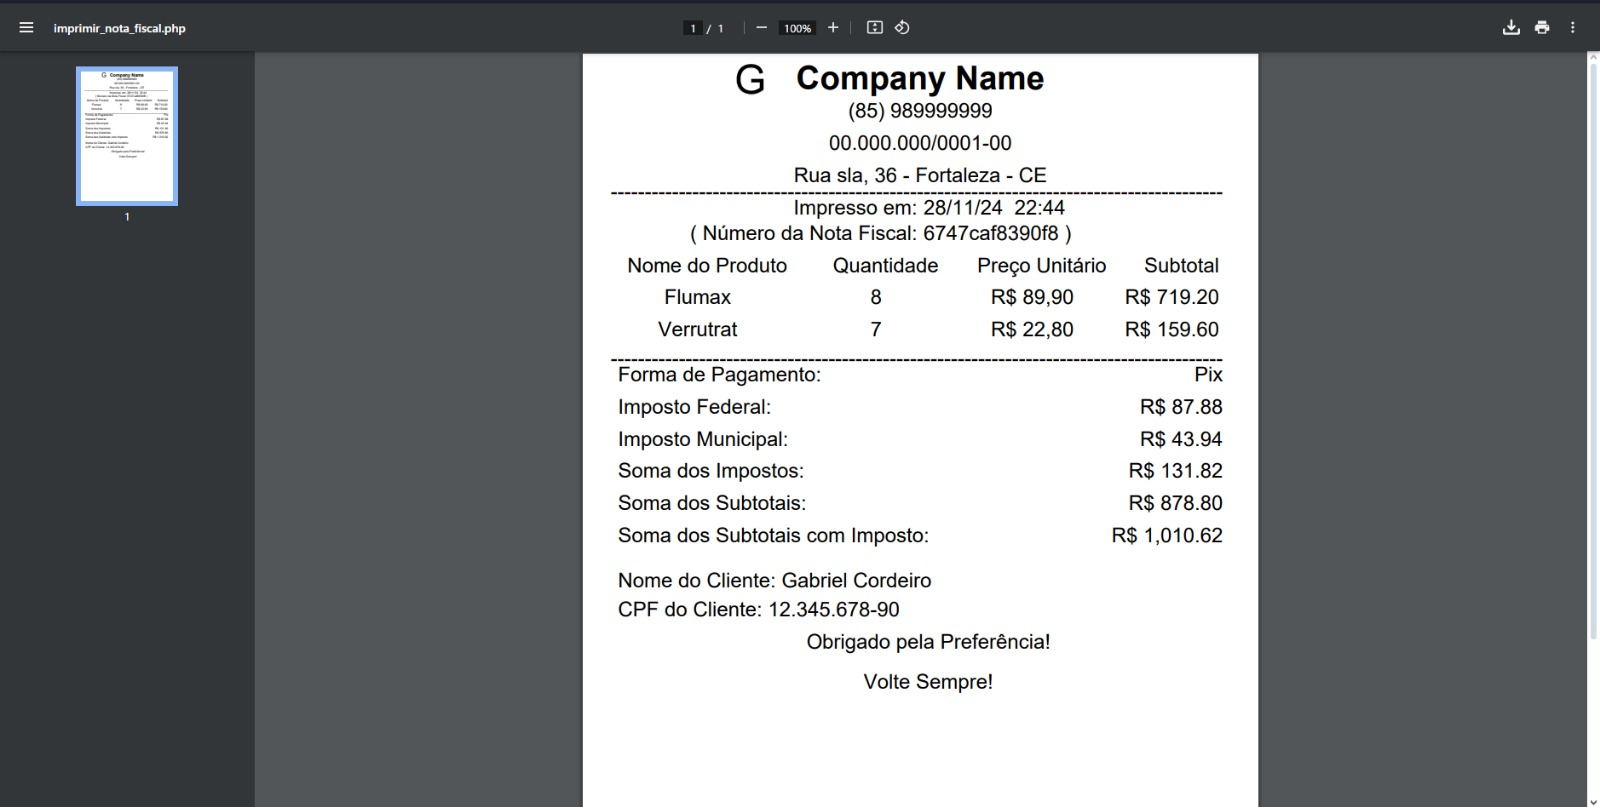 imprimir_nota_fiscal.php
1 / 1
100%
G Company Name
(85) 989999999
00.000.000/0001-00
Rua sla, 36 - Fortaleza - CE
------------------------------------------------------------------------------------------
Impresso em: 28/11/24 22:44
( Número da Nota Fiscal: 6747caf8390f8 )
Nome do Produto Quantidade Preço Unitário Subtotal
Flumax 8 R$ 89,90 R$ 719.20
Verrutrat 7 R$ 22,80 R$ 159.60
------------------------------------------------------------------------------------------
Forma de Pagamento: Pix
Imposto Federal: R$ 87.88
Imposto Municipal: R$ 43.94
Soma dos Impostos: R$ 131.82
Soma dos Subtotais: R$ 878.80
Soma dos Subtotais com Imposto: R$ 1,010.62
Nome do Cliente: Gabriel Cordeiro
CPF do Cliente: 12.345.678-90
Obrigado pela Preferência!
Volte Sempre!
1